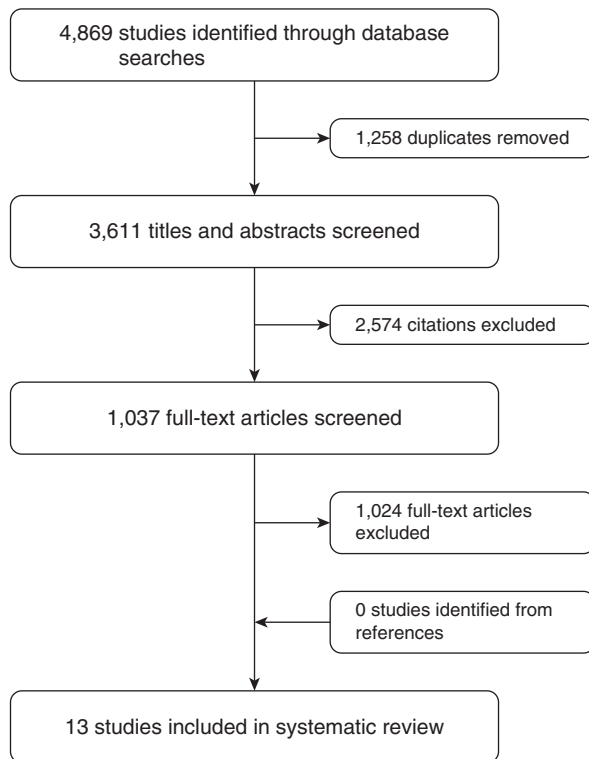 4,869 studies identified through database
searches
1,258 duplicates removed
3,611 titles and abstracts screened
2,574 citations excluded
1,037 full-text articles screened
1,024 full-text articles
excluded
0 studies identified from
references
13 studies included in systematic review